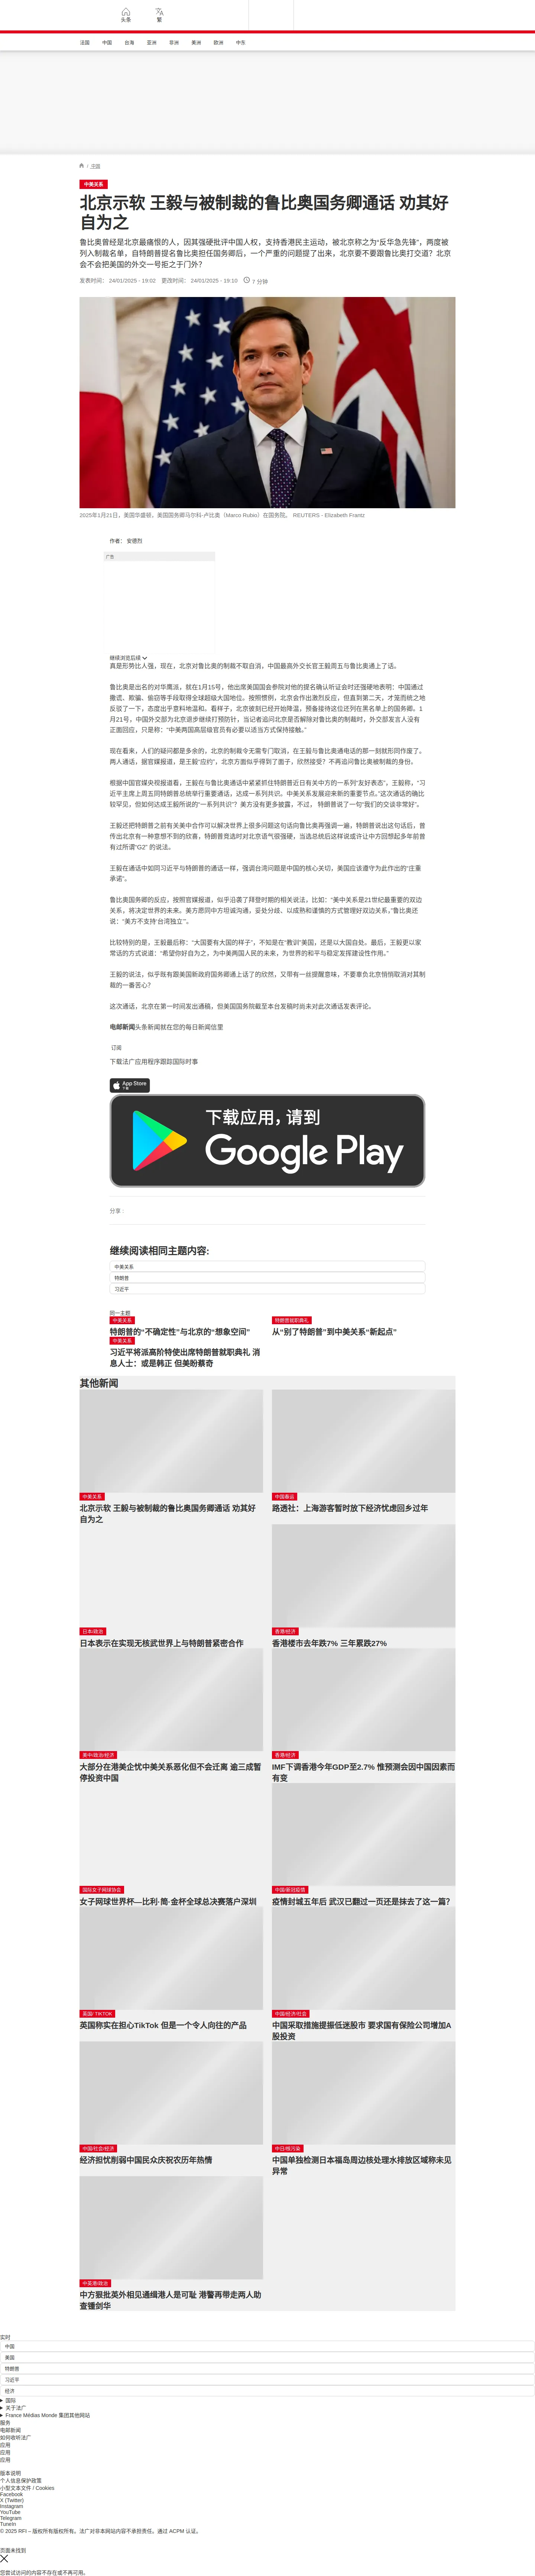 头条
繁
法国
中国
台海
亚洲
非洲
美洲
欧洲
中东
/ 中国
中美关系
北京示软 王毅与被制裁的鲁比奥国务卿通话 劝其好
自为之
鲁比奥曾经是北京最痛恨的人，因其强硬批评中国人权，支持香港民主运动，被北京称之为“反华急先锋”，两度被
列入制裁名单，自特朗普提名鲁比奥担任国务卿后，一个严重的问题提了出来，北京要不要跟鲁比奥打交道？北京
会不会把美国的外交一号拒之于门外？
发表时间： 24/01/2025 - 19:02 更改时间： 24/01/2025 - 19:10 7 分钟
2025年1月21日，美国华盛顿，美国国务卿马尔科-卢比奥（Marco Rubio）在国务院。 REUTERS - Elizabeth Frantz
作者： 安德烈
广告
继续浏览后续
真是形势比人强，现在，北京对鲁比奥的制裁不取自消，中国最高外交长官王毅周五与鲁比奥通上了话。
鲁比奥是出名的对华鹰派，就在1月15号，他出席美国国会参院对他的提名确认听证会时还强硬地表明：中国通过
撒谎、欺骗、偷窃等手段取得全球超级大国地位。按照惯例，北京会作出激烈反应，但直到第二天，才笼而统之地
反驳了一下，态度出乎意料地温和。看样子，北京彼刻已经开始降温，预备接待这位还列在黑名单上的国务卿。1
月21号，中国外交部为北京退步继续打预防针，当记者追问北京是否解除对鲁比奥的制裁时，外交部发言人没有
正面回应，只是称：“中美两国高层级官员有必要以适当方式保持接触。”
现在看来，人们的疑问都是多余的，北京的制裁令无需专门取消，在王毅与鲁比奥通电话的那一刻就形同作废了。
两人通话，据官媒报道，是王毅“应约”，北京方面似乎得到了面子，欣然接受？不再追问鲁比奥被制裁的身份。
根据中国官媒央视报道看，王毅在与鲁比奥通话中紧紧抓住特朗普近日有关中方的一系列“友好表态”，王毅称，“习
近平主席上周五同特朗普总统举行重要通话，达成一系列共识。中美关系发展迎来新的重要节点。”这次通话的确比
较罕见，但如何达成王毅所说的“一系列共识”？美方没有更多披露，不过， 特朗普说了一句“我们的交谈非常好”。
王毅还把特朗普之前有关美中合作可以解决世界上很多问题这句话向鲁比奥再强调一遍，特朗普说出这句话后，曾
传出北京有一种意想不到的欣喜，特朗普竞选时对北京语气很强硬，当选总统后这样说或许让中方回想起多年前曾
有过所谓“G2” 的说法。
王毅在通话中如同习近平与特朗普的通话一样，强调台湾问题是中国的核心关切，美国应该遵守为此作出的“庄重
承诺”。
鲁比奥国务卿的反应，按照官媒报道，似乎沿袭了拜登时期的相关说法，比如：“美中关系是21世纪最重要的双边
关系，将决定世界的未来。美方愿同中方坦诚沟通，妥处分歧、以成熟和谨慎的方式管理好双边关系。”鲁比奥还
说：“美方不支持‘台湾独立’”。
比较特别的是，王毅最后称：“大国要有大国的样子”，不知是在“教训”美国，还是以大国自处。最后，王毅更以家
常话的方式说道：“希望你好自为之，为中美两国人民的未来，为世界的和平与稳定发挥建设性作用。”
王毅的说法，似乎既有跟美国新政府国务卿通上话了的欣然，又带有一丝提醒意味，不要辜负北京悄悄取消对其制
裁的一番苦心？
这次通话，北京在第一时间发出通稿，但美国国务院截至本台发稿时尚未对此次通话发表评论。
电邮新闻头条新闻就在您的每日新闻信里
订阅
下载法广应用程序跟踪国际时事
App Store
下载
下载应用，请到
Google Play
分享 :
继续阅读相同主题内容:
中美关系
特朗普
习近平
同一主题
中美关系
特朗普的“不确定性”与北京的“想象空间”
特朗普就职典礼
从“别了特朗普”到中美关系“新起点”
中美关系
习近平将派高阶特使出席特朗普就职典礼 消
息人士：或是韩正 但美盼蔡奇
其他新闻
中美关系
北京示软 王毅与被制裁的鲁比奥国务卿通话 劝其好
自为之
中国春运
路透社：上海游客暂时放下经济忧虑回乡过年
日本/政治
日本表示在实现无核武世界上与特朗普紧密合作
香港/经济
香港楼市去年跌7% 三年累跌27%
美中/政治/经济
大部分在港美企忧中美关系恶化但不会迁离 逾三成暂
停投资中国
香港/经济
IMF下调香港今年GDP至2.7% 惟预测会因中国因素而
有变
国际女子网球协会
女子网球世界杯—比利·简·金杯全球总决赛落户深圳
中国/新冠疫情
疫情封城五年后 武汉已翻过一页还是抹去了这一篇？
英国/ TIKTOK
英国称实在担心TikTok 但是一个令人向往的产品
中国/经济/社会
中国采取措施提振低迷股市 要求国有保险公司增加A
股投资
中国/社会/经济
经济担忧削弱中国民众庆祝农历年热情
中日/核污染
中国单独检测日本福岛周边核处理水排放区域称未见
异常
中英港/政治
中方狠批英外相见通缉港人是可耻 港警再带走两人助
查锺剑华
实时
中国
美国
特朗普
习近平
经济
国际
关于法广
France Médias Monde 集团其他网站
服务
电邮新闻
如何收听法广
应用
应用
应用
版本说明
个人信息保护政策
小型文本文件 / Cookies
Facebook
X (Twitter)
Instagram
YouTube
Telegram
TuneIn
© 2025 RFI – 版权所有版权所有。法广对非本网站内容不承担责任。通过 ACPM 认证。
页面未找到
您尝试访问的内容不存在或不再可用。